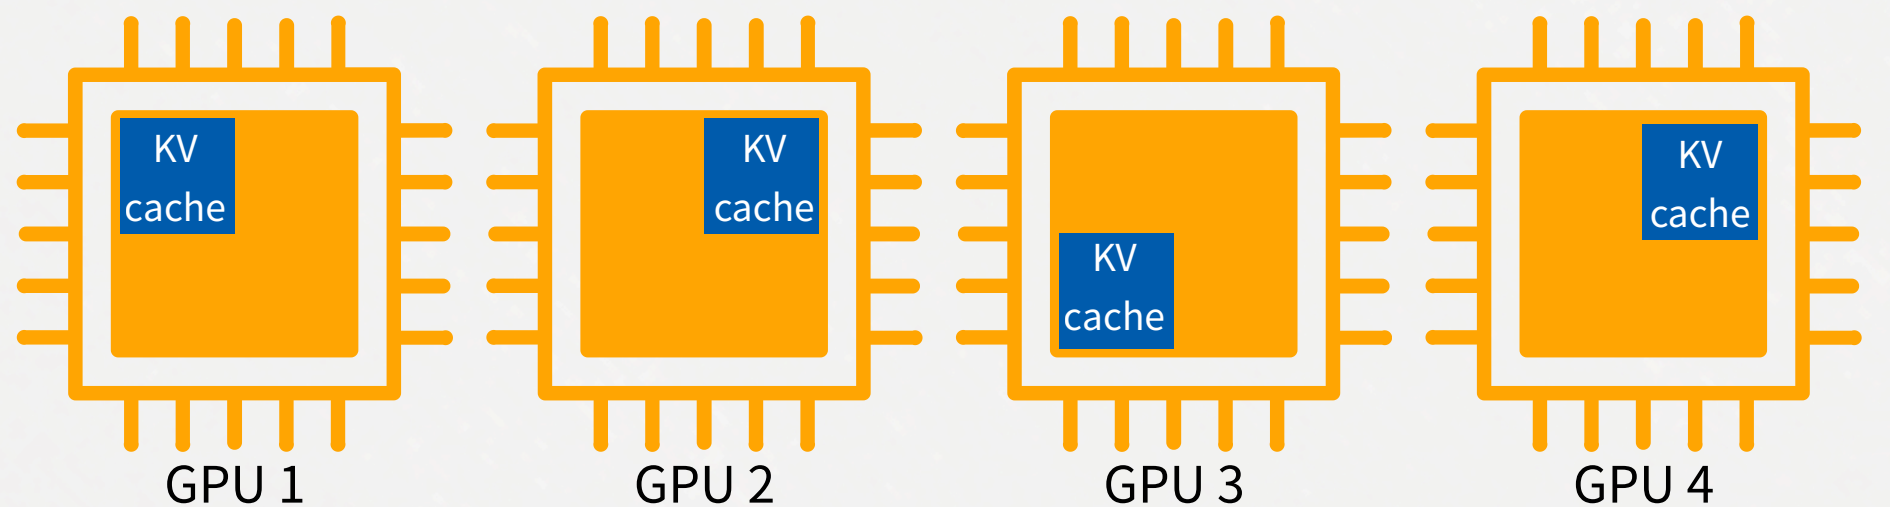 KV
cache
KV
cache
KV
cache
KV
cache
GPU 1
GPU 2
GPU 3
GPU 4